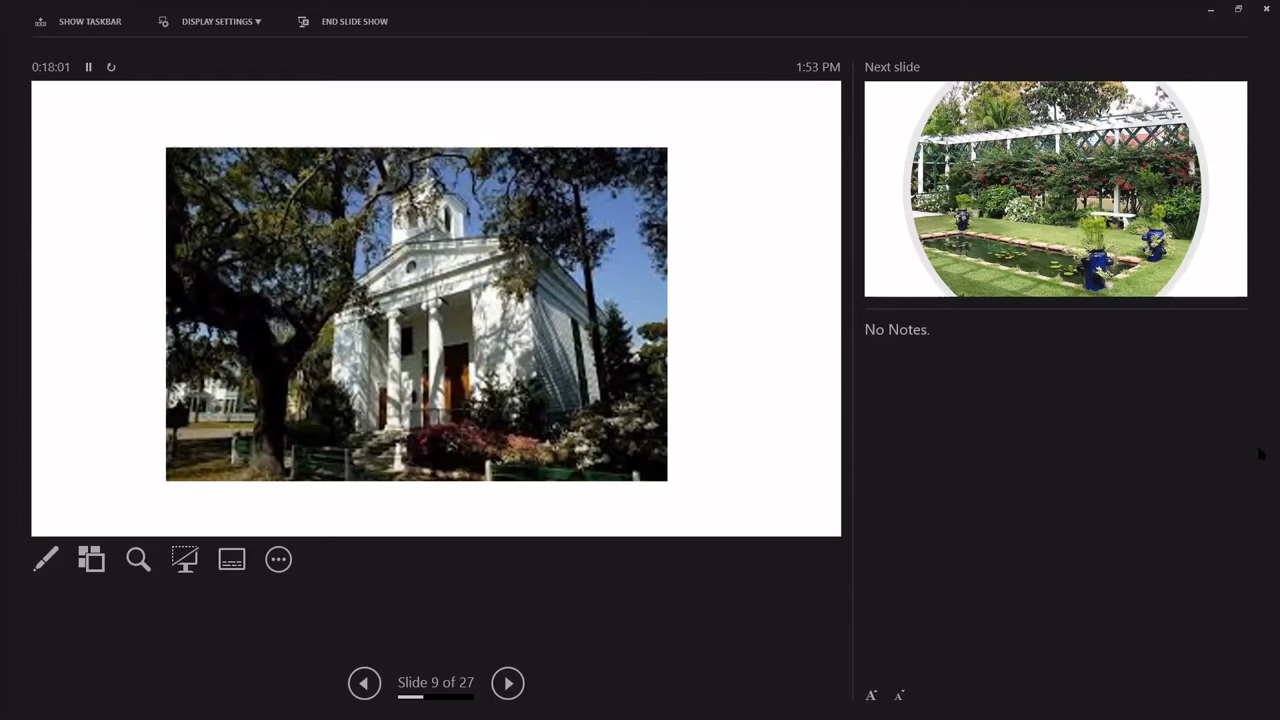 SHOW TASKBAR
DISPLAY SETTINGS ▼
END SLIDE SHOW
0:18:01
1:53 PM
Next slide
No Notes.
Slide 9 of 27
A A